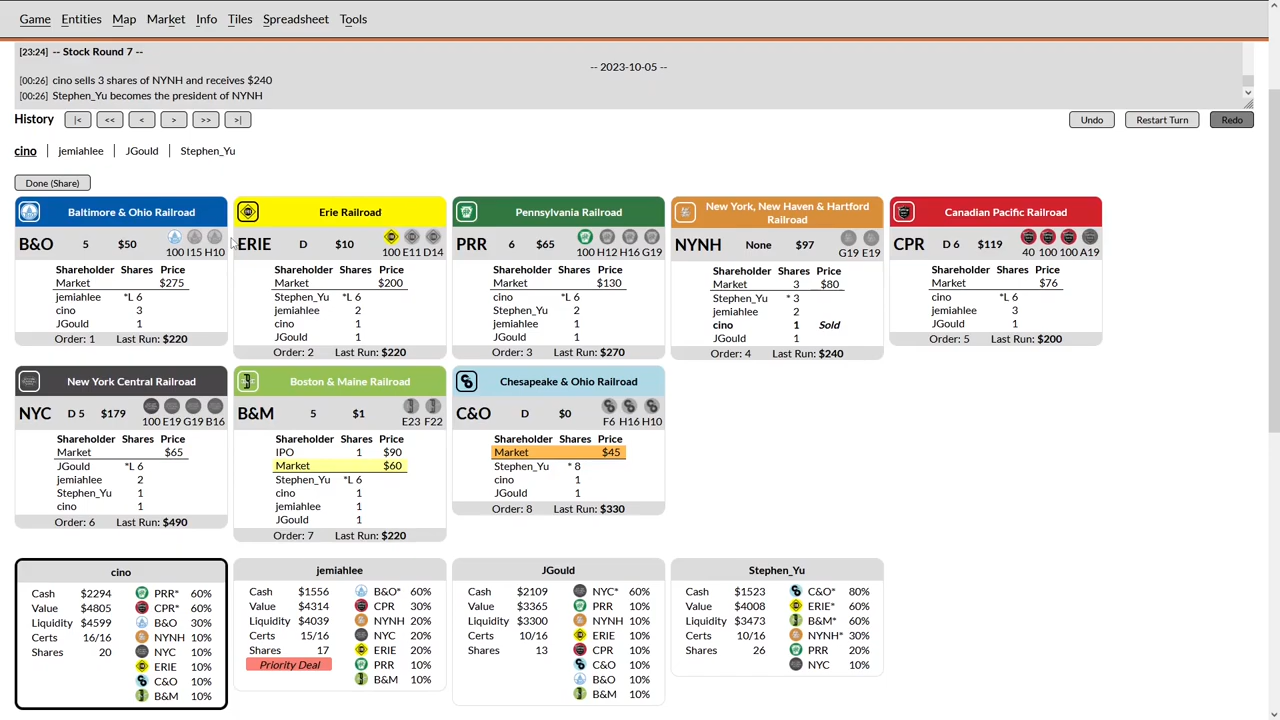 Game Entities Map Market Info Tiles Spreadsheet Tools
[23:24] -- Stock Round 7 --
-- 2023-10-05 --
[00:26] cino sells 3 shares of NYNH and receives $240
[00:26] Stephen_Yu becomes the president of NYNH
History |< << < > >> >| Undo Restart Turn Redo
cino | jemiahlee | JGould | Stephen_Yu
Done (Share)
Baltimore & Ohio Railroad
B&O 5 $50
100 I15 H10
Shareholder Shares Price
Market $275
jemiahlee *L 6
cino 3
JGould 1
Order: 1 Last Run: $220
Erie Railroad
ERIE D $10
100 E11 D14
Shareholder Shares Price
Market $200
Stephen_Yu *L 6
jemiahlee 2
cino 1
JGould 1
Order: 2 Last Run: $220
Pennsylvania Railroad
PRR 6 $65
100 H12 H16 G19
Shareholder Shares Price
Market $130
cino *L 6
Stephen_Yu 2
jemiahlee 1
JGould 1
Order: 3 Last Run: $270
New York, New Haven & Hartford
Railroad
NYNH None $97
G19 E19
Shareholder Shares Price
Market 3 $80
Stephen_Yu * 3
jemiahlee 2
cino 1 Sold
JGould 1
Order: 4 Last Run: $240
Canadian Pacific Railroad
CPR D 6 $119
40 100 100 A19
Shareholder Shares Price
Market $76
cino *L 6
jemiahlee 3
JGould 1
Order: 5 Last Run: $200
New York Central Railroad
NYC D 5 $179
100 E19 G19 B16
Shareholder Shares Price
Market $65
JGould *L 6
jemiahlee 2
Stephen_Yu 1
cino 1
Order: 6 Last Run: $490
Boston & Maine Railroad
B&M 5 $1
E23 F22
Shareholder Shares Price
IPO 1 $90
Market $60
Stephen_Yu *L 6
cino 1
jemiahlee 1
JGould 1
Order: 7 Last Run: $220
Chesapeake & Ohio Railroad
C&O D $0
F6 H16 H10
Shareholder Shares Price
Market $45
Stephen_Yu * 8
cino 1
JGould 1
Order: 8 Last Run: $330
cino
Cash $2294
Value $4805
Liquidity $4599
Certs 16/16
Shares 20
PRR* 60%
CPR* 60%
B&O 30%
NYNH 10%
NYC 10%
ERIE 10%
C&O 10%
B&M 10%
jemiahlee
Cash $1556
Value $4314
Liquidity $4039
Certs 15/16
Shares 17
Priority Deal
B&O* 60%
CPR 30%
NYNH 20%
NYC 20%
ERIE 20%
PRR 10%
B&M 10%
JGould
Cash $2109
Value $3365
Liquidity $3300
Certs 10/16
Shares 13
NYC* 60%
PRR 10%
NYNH 10%
ERIE 10%
CPR 10%
C&O 10%
B&O 10%
B&M 10%
Stephen_Yu
Cash $1523
Value $4008
Liquidity $3473
Certs 10/16
Shares 26
C&O* 80%
ERIE* 60%
B&M* 60%
NYNH* 30%
PRR 20%
NYC 10%